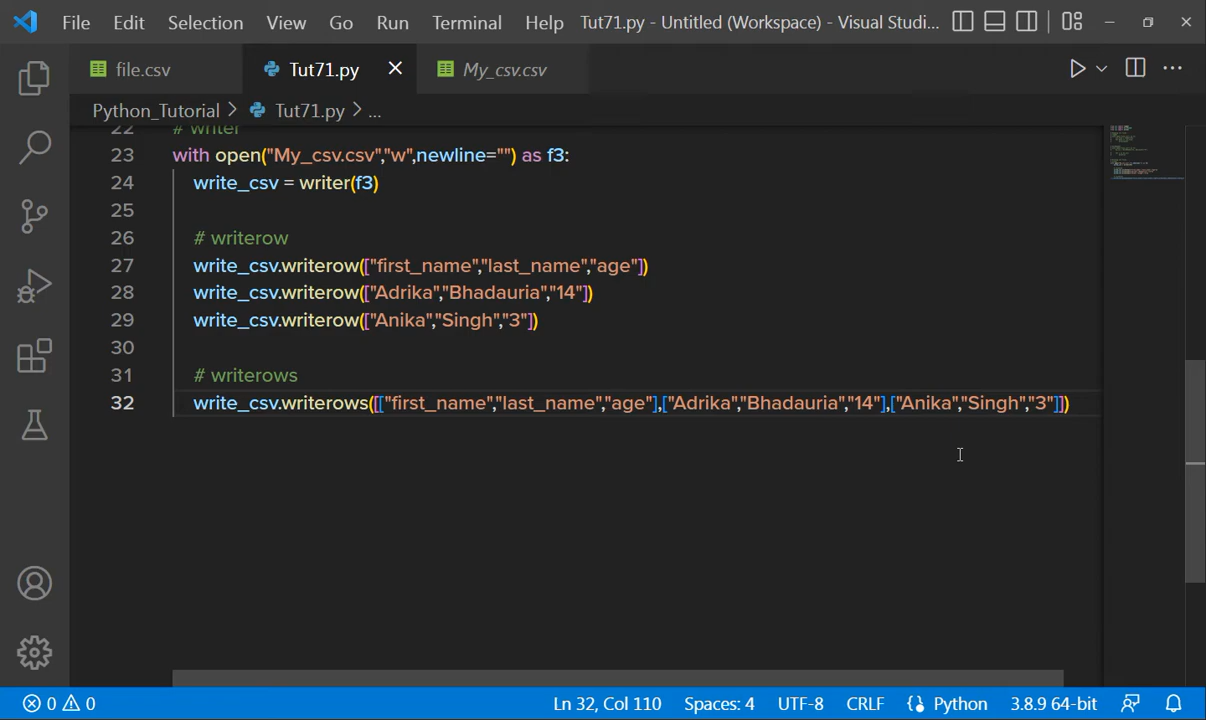 File Edit Selection View Go Run Terminal Help Tut71.py - Untitled (Workspace) - Visual Studi...
file.csv Tut71.py My_csv.csv
Python_Tutorial > Tut71.py > ...
22 # writer
23 with open("My_csv.csv","w",newline="") as f3:
24 write_csv = writer(f3)
25
26 # writerow
27 write_csv.writerow(["first_name","last_name","age"])
28 write_csv.writerow(["Adrika","Bhadauria","14"])
29 write_csv.writerow(["Anika","Singh","3"])
30
31 # writerows
32 write_csv.writerows([["first_name","last_name","age"],["Adrika","Bhadauria","14"],["Anika","Singh","3"]])
0 0 Ln 32, Col 110 Spaces: 4 UTF-8 CRLF Python 3.8.9 64-bit